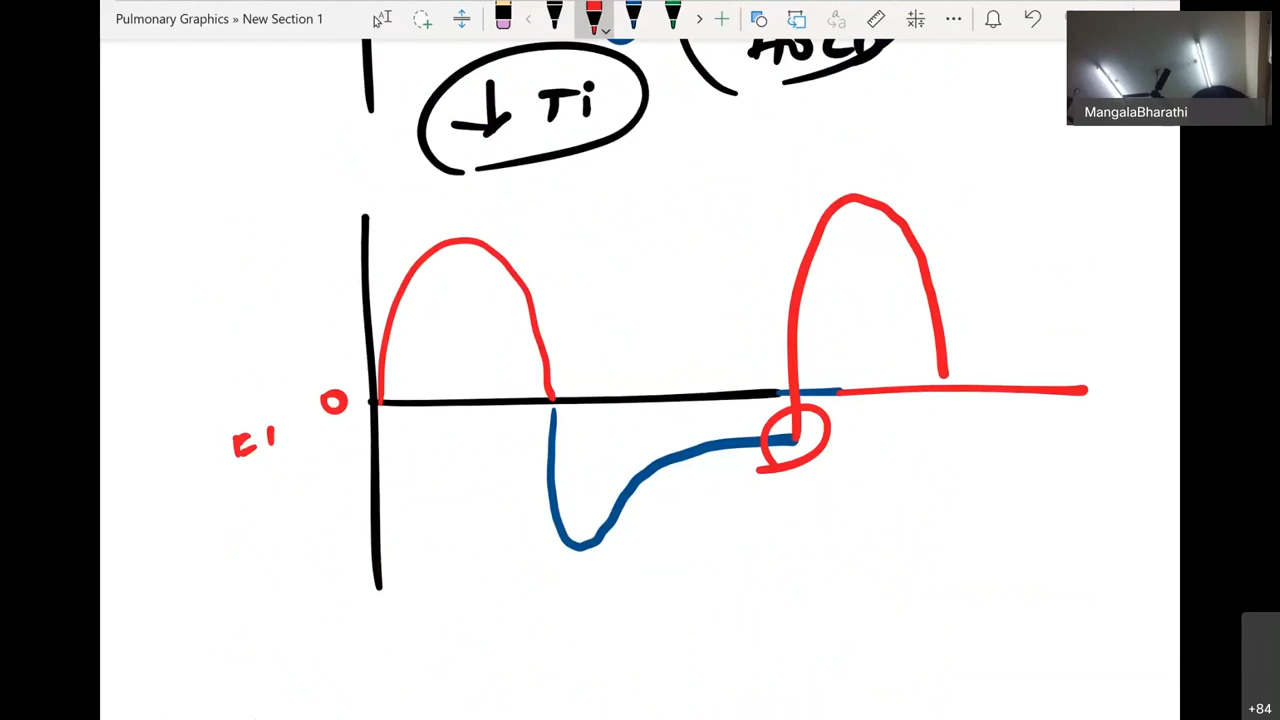 Pulmonary Graphics » New Section 1
MangalaBharathi
↓ Ti
0
+84